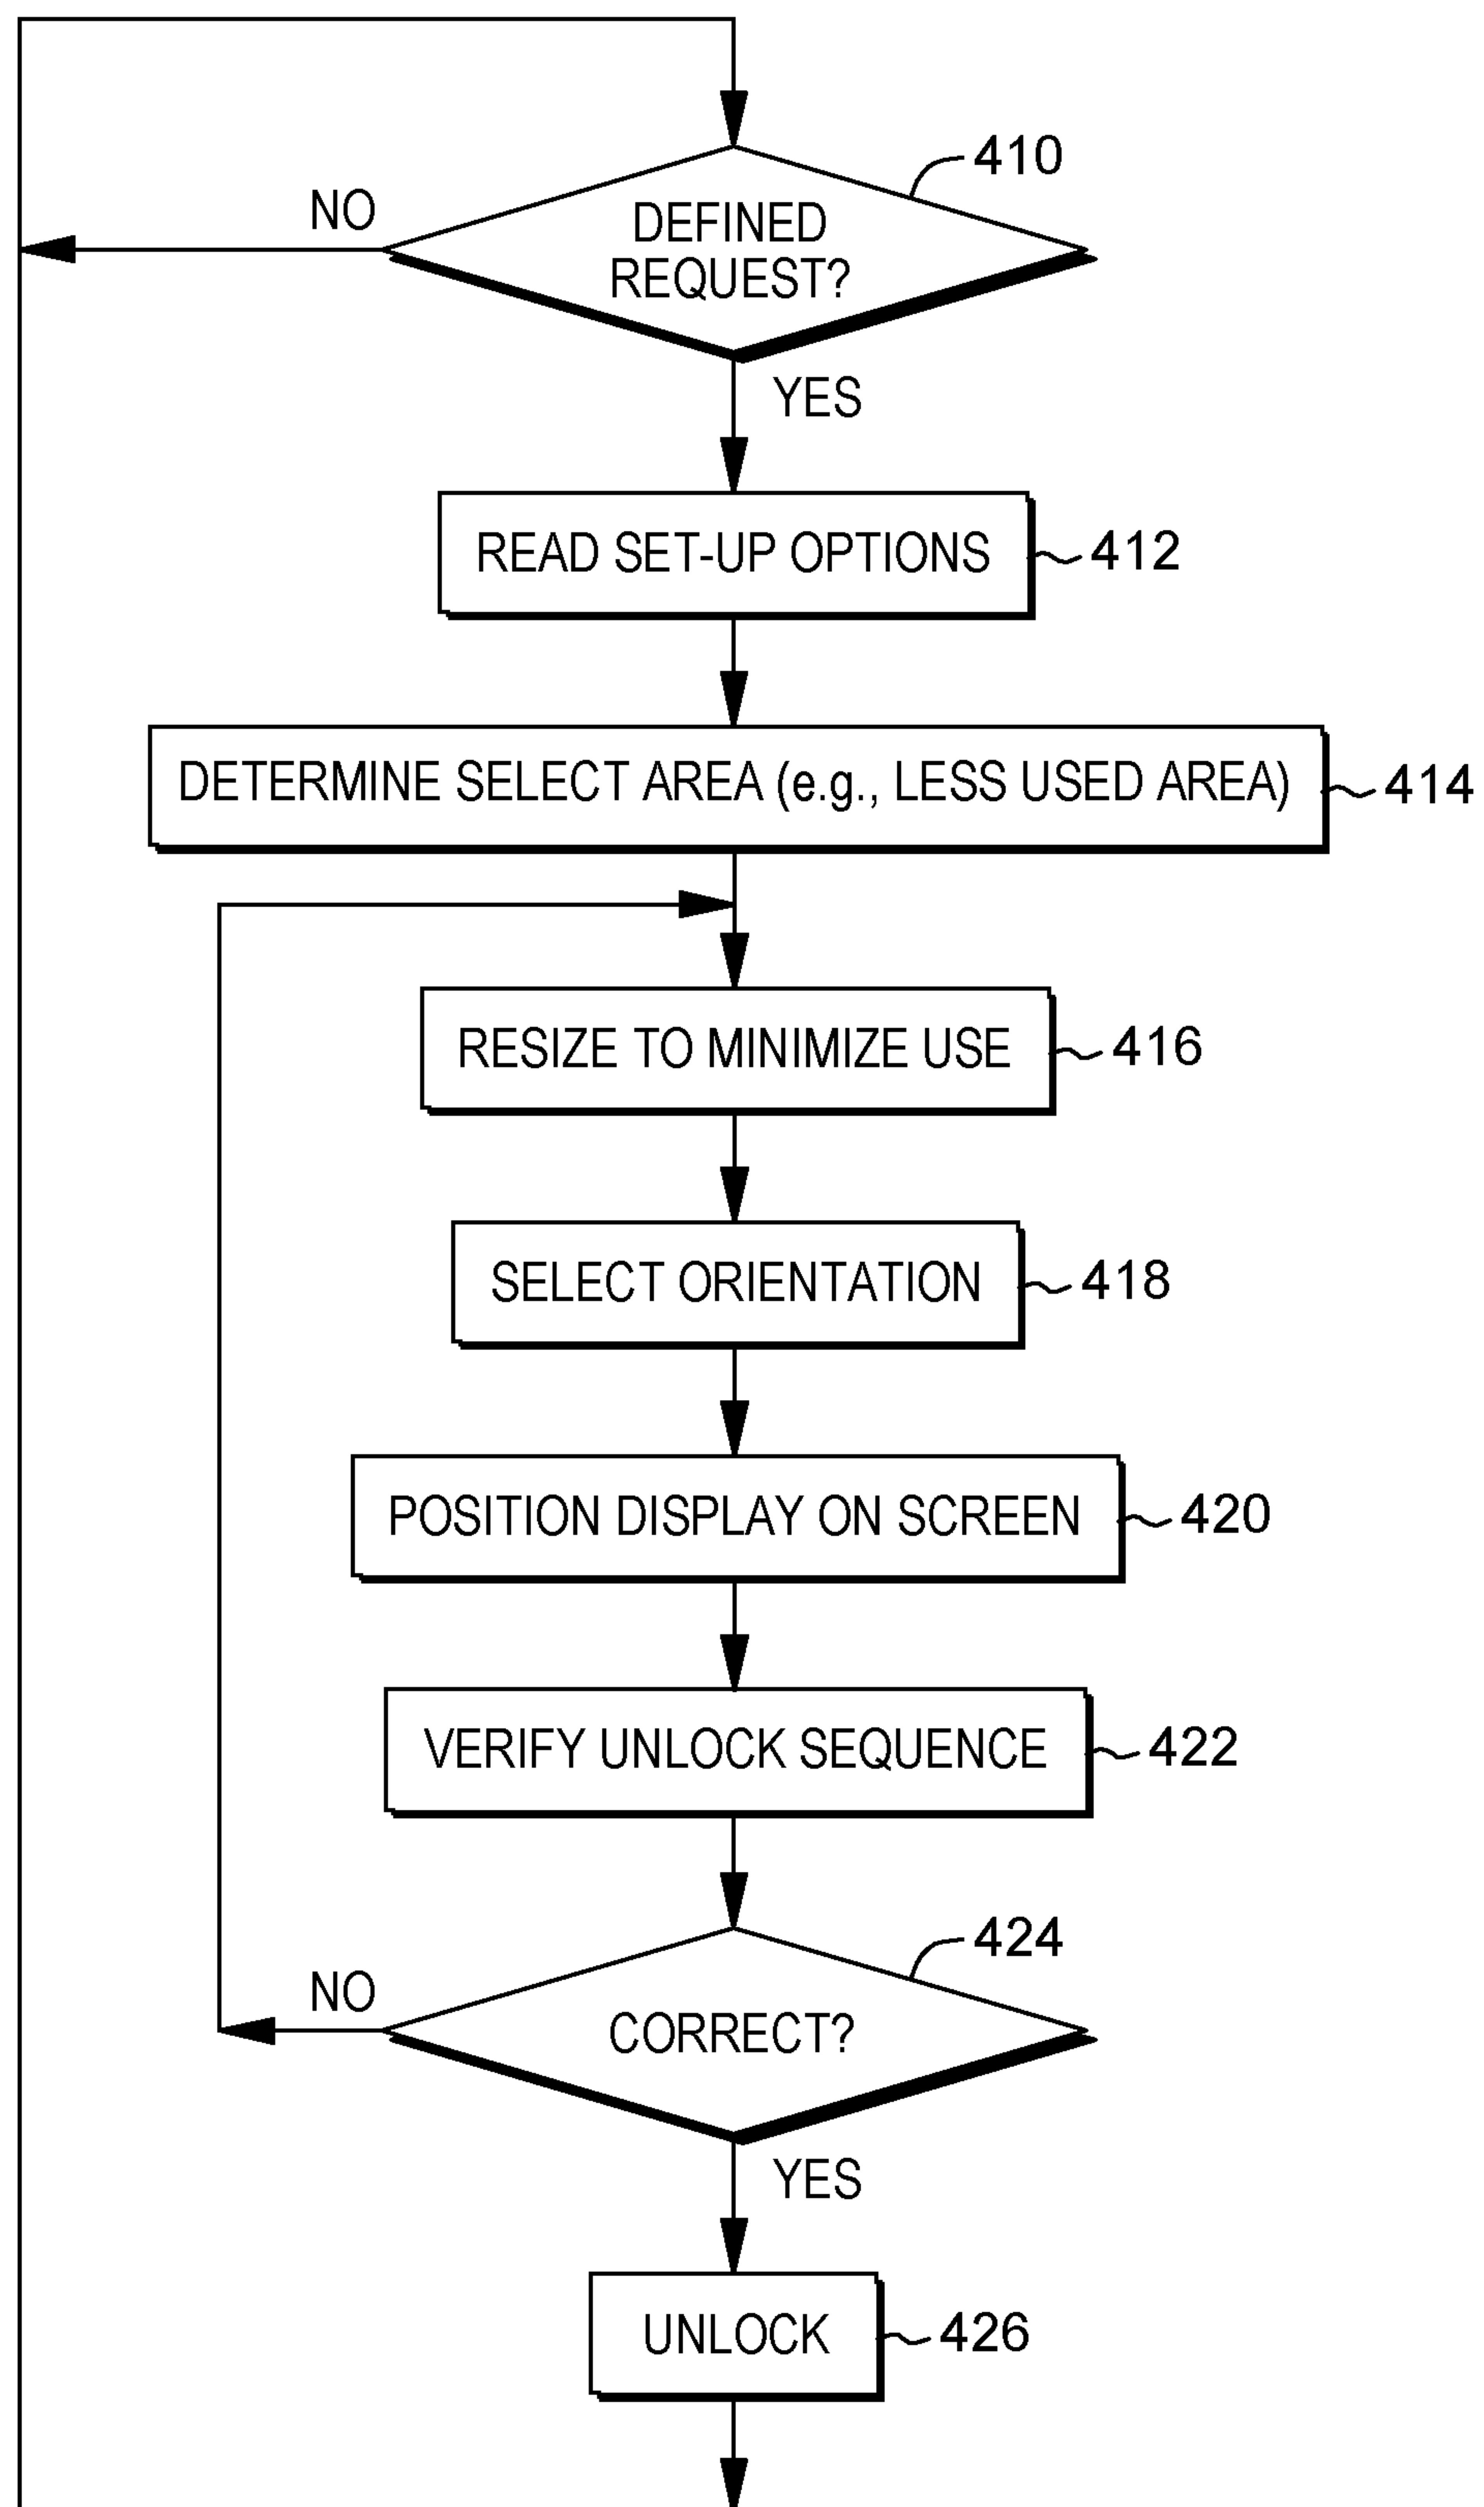 410
DEFINED
REQUEST?
NO
YES
READ SET-UP OPTIONS
412
DETERMINE SELECT AREA (e.g., LESS USED AREA)
414
RESIZE TO MINIMIZE USE
416
SELECT ORIENTATION
418
POSITION DISPLAY ON SCREEN
420
VERIFY UNLOCK SEQUENCE
422
424
NO
CORRECT?
YES
UNLOCK
426